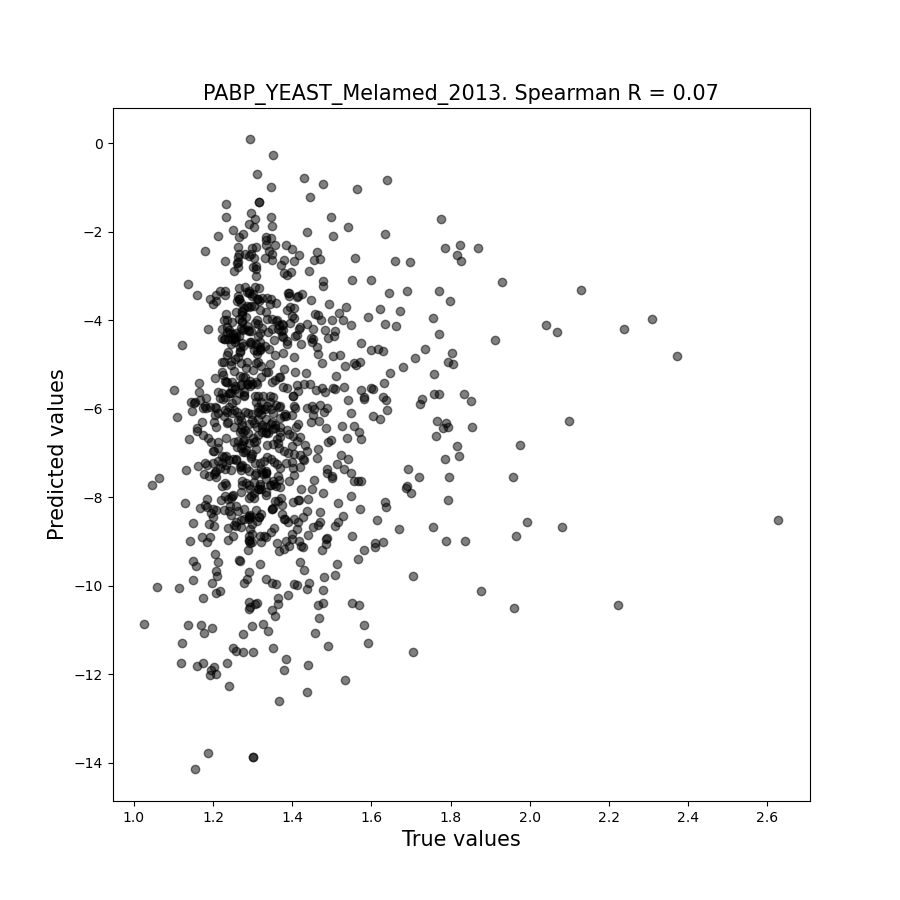 PABP_YEAST_Melamed_2013. Spearman R = 0.07
Predicted values
0
−2
−4
−6
−8
−10
−12
−14
1.0 1.2 1.4 1.6 1.8 2.0 2.2 2.4 2.6
True values